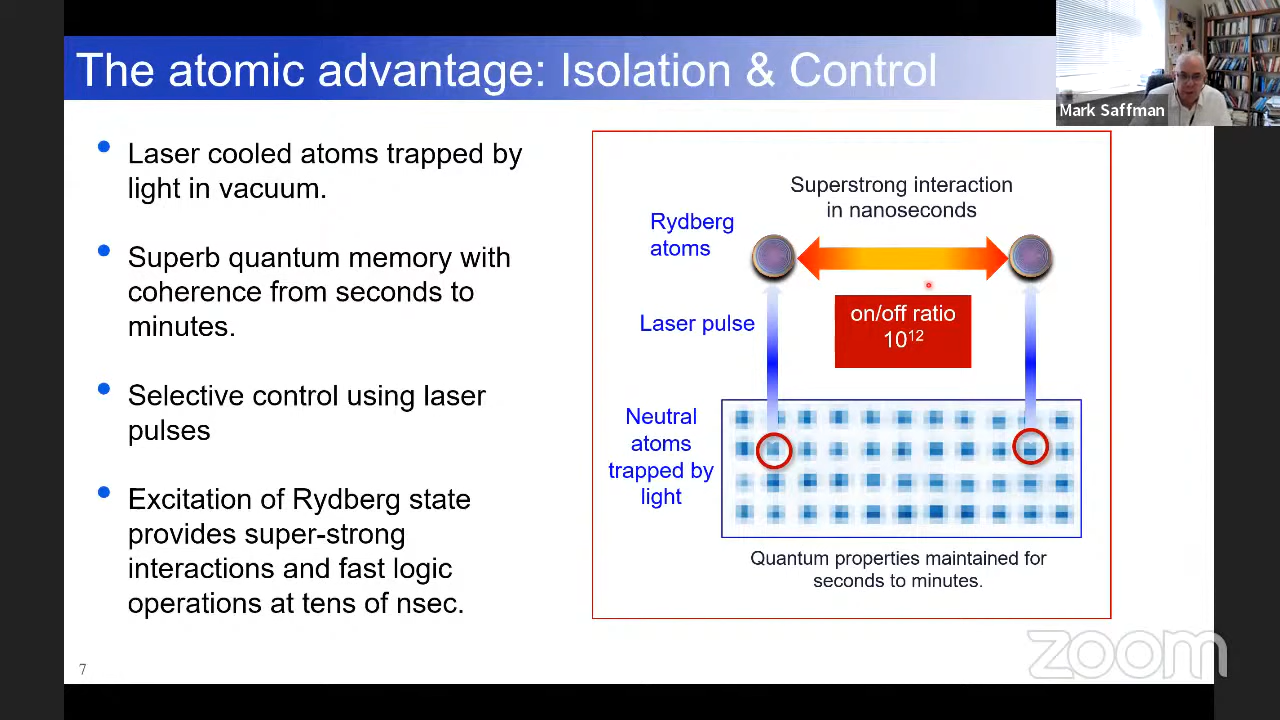 The atomic advantage: Isolation & Control
Mark Saffman
Laser cooled atoms trapped by
light in vacuum.
Superb quantum memory with
coherence from seconds to
minutes.
Selective control using laser
pulses
Excitation of Rydberg state
provides super-strong
interactions and fast logic
operations at tens of nsec.
Superstrong interaction
in nanoseconds
Rydberg
atoms
Laser pulse
on/off ratio
10¹²
Neutral
atoms
trapped by
light
Quantum properties maintained for
seconds to minutes.
7
zoom